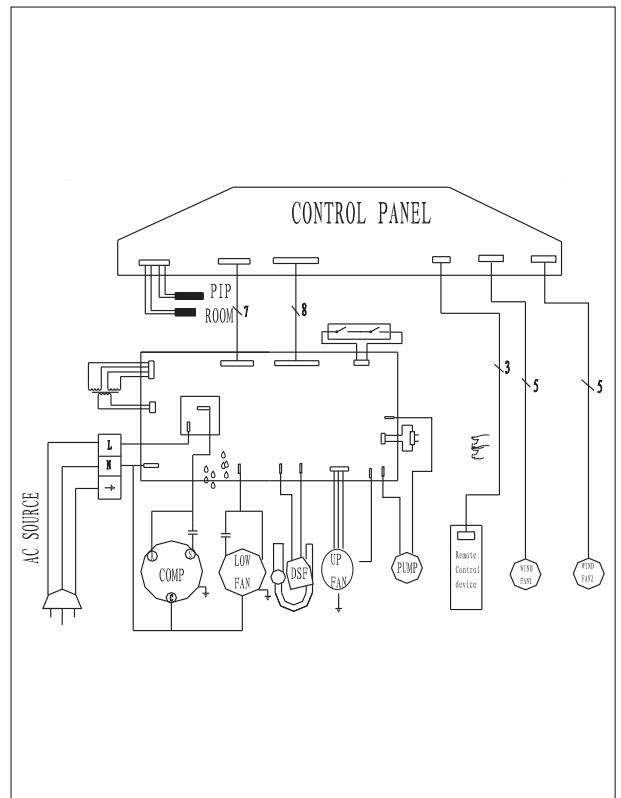 CONTROL PANEL
PIP
ROOM
7
8
3
5
5
L
N
AC SOURCE
S
C
COMP
LOW
FAN
DSF
UP
FAN
PUMP
Remote
Control
device
WIND
FAN1
WIND
FAN2